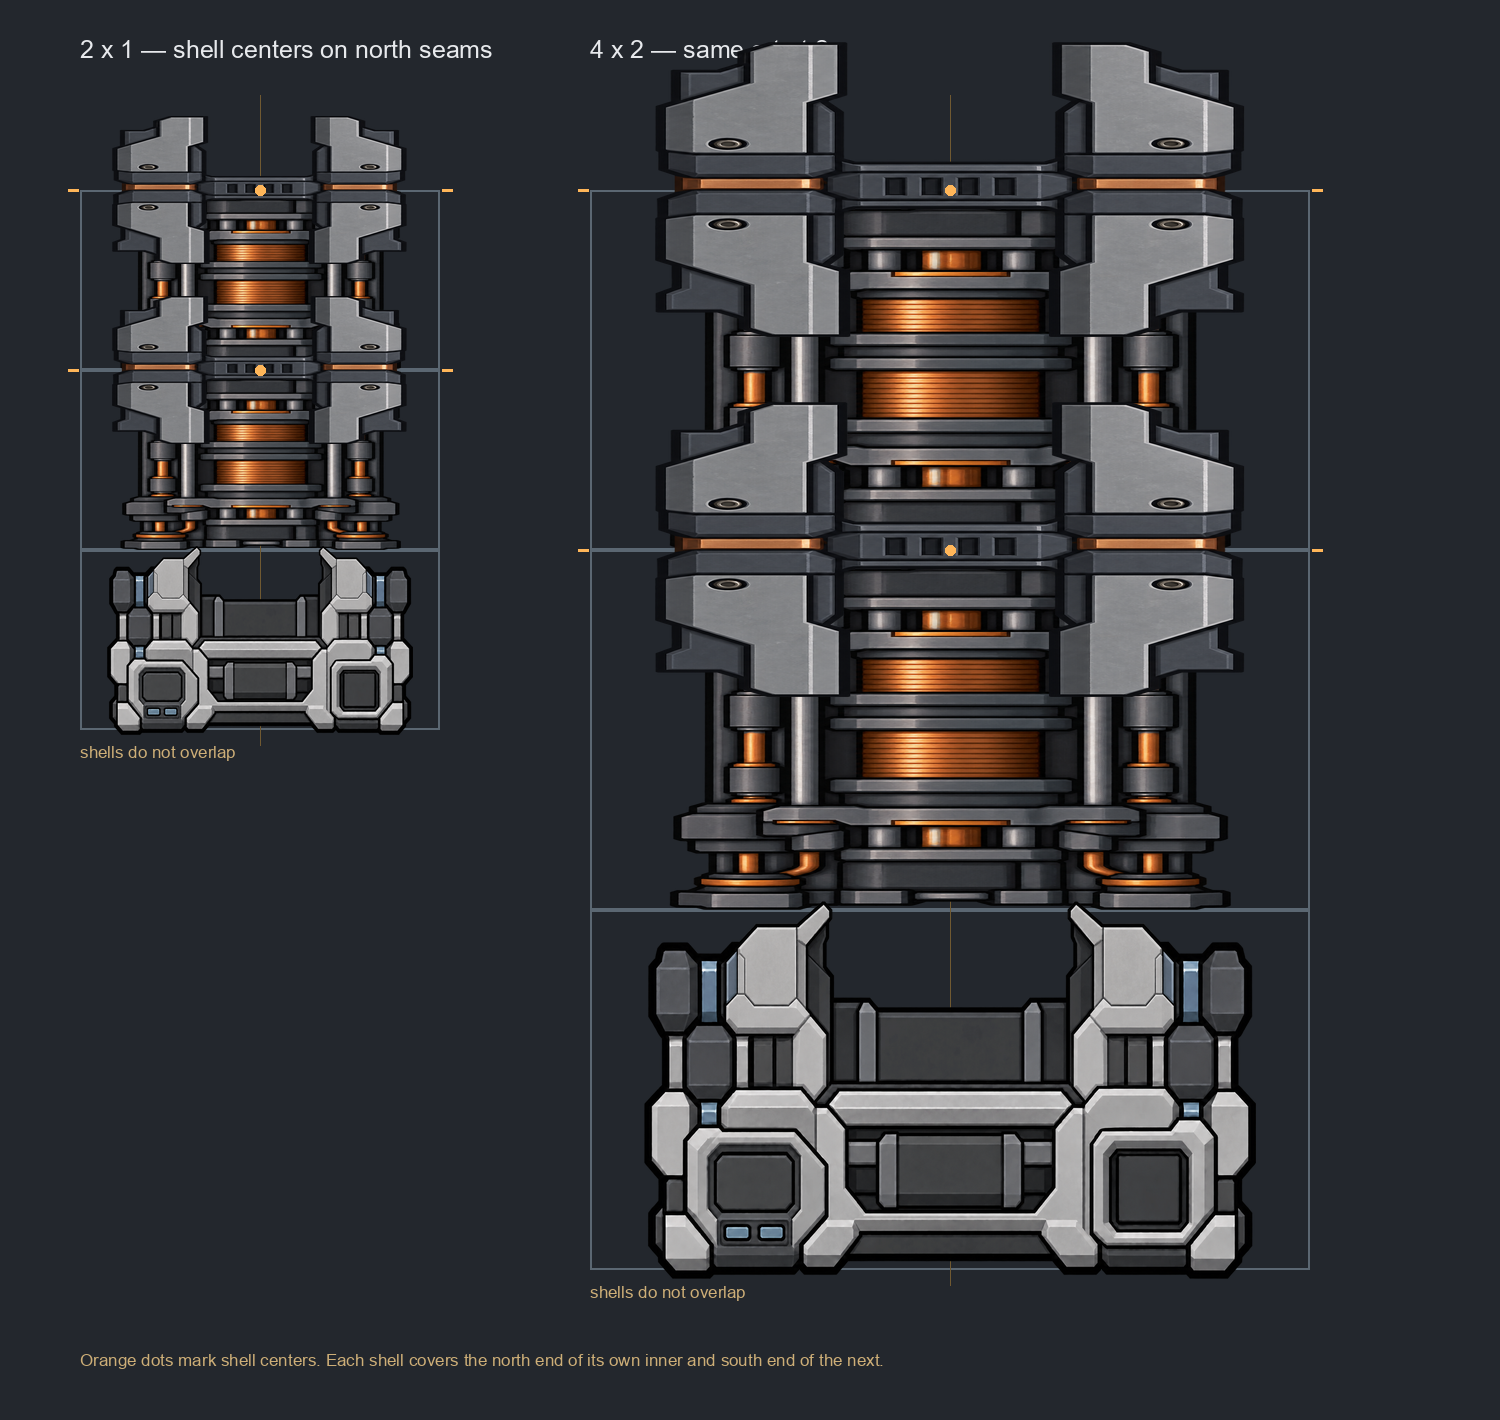 2 x 1 — shell centers on north seams
4 x 2 — same
shells do not overlap
shells do not overlap
Orange dots mark shell centers. Each shell covers the north end of its own inner and south end of the next.